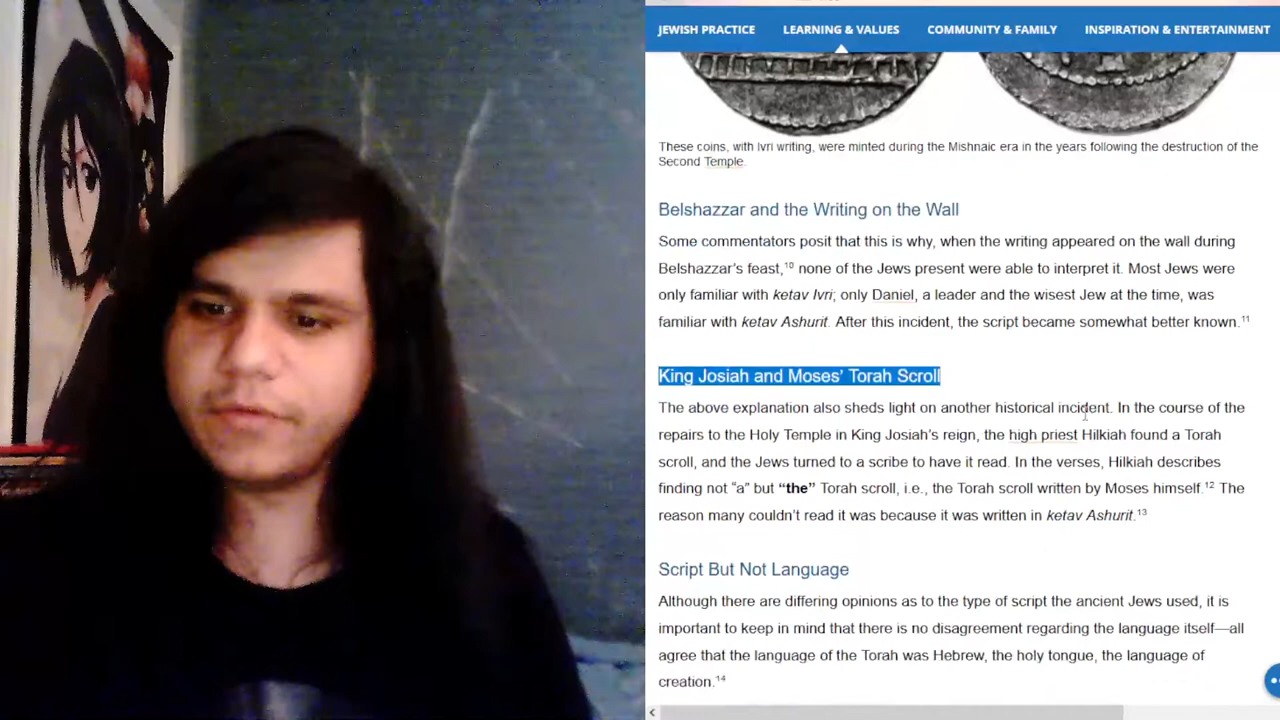 JEWISH PRACTICE LEARNING & VALUES COMMUNITY & FAMILY INSPIRATION & ENTERTAINMENT
These coins, with Ivri writing, were minted during the Mishnaic era in the years following the destruction of the
Second Temple.
Belshazzar and the Writing on the Wall
Some commentators posit that this is why, when the writing appeared on the wall during
Belshazzar’s feast,¹⁰ none of the Jews present were able to interpret it. Most Jews were
only familiar with ketav Ivri; only Daniel, a leader and the wisest Jew at the time, was
familiar with ketav Ashurit. After this incident, the script became somewhat better known.¹¹
King Josiah and Moses’ Torah Scroll
The above explanation also sheds light on another historical incident. In the course of the
repairs to the Holy Temple in King Josiah’s reign, the high priest Hilkiah found a Torah
scroll, and the Jews turned to a scribe to have it read. In the verses, Hilkiah describes
finding not “a” but “the” Torah scroll, i.e., the Torah scroll written by Moses himself.¹² The
reason many couldn’t read it was because it was written in ketav Ashurit.¹³
Script But Not Language
Although there are differing opinions as to the type of script the ancient Jews used, it is
important to keep in mind that there is no disagreement regarding the language itself—all
agree that the language of the Torah was Hebrew, the holy tongue, the language of
creation.¹⁴